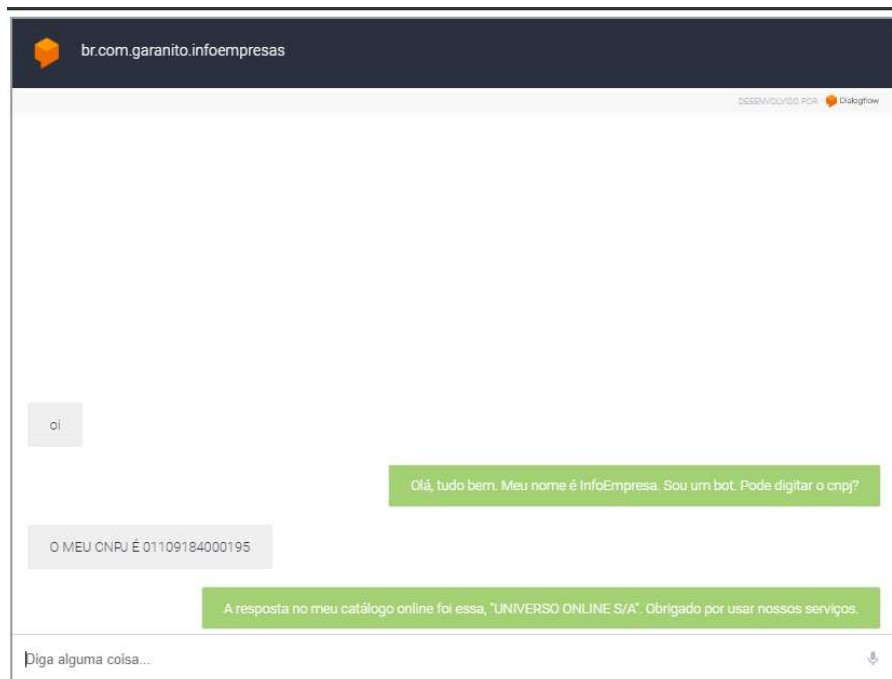 br.com.garanito.infoempresas
DESENVOLVIDO POR Dialogflow
oi
Olá, tudo bem. Meu nome é InfoEmpresa. Sou um bot. Pode digitar o cnpj?
O MEU CNPJ É 01109184000195
A resposta no meu catálogo online foi essa, "UNIVERSO ONLINE S/A". Obrigado por usar nossos serviços.
Diga alguma coisa...